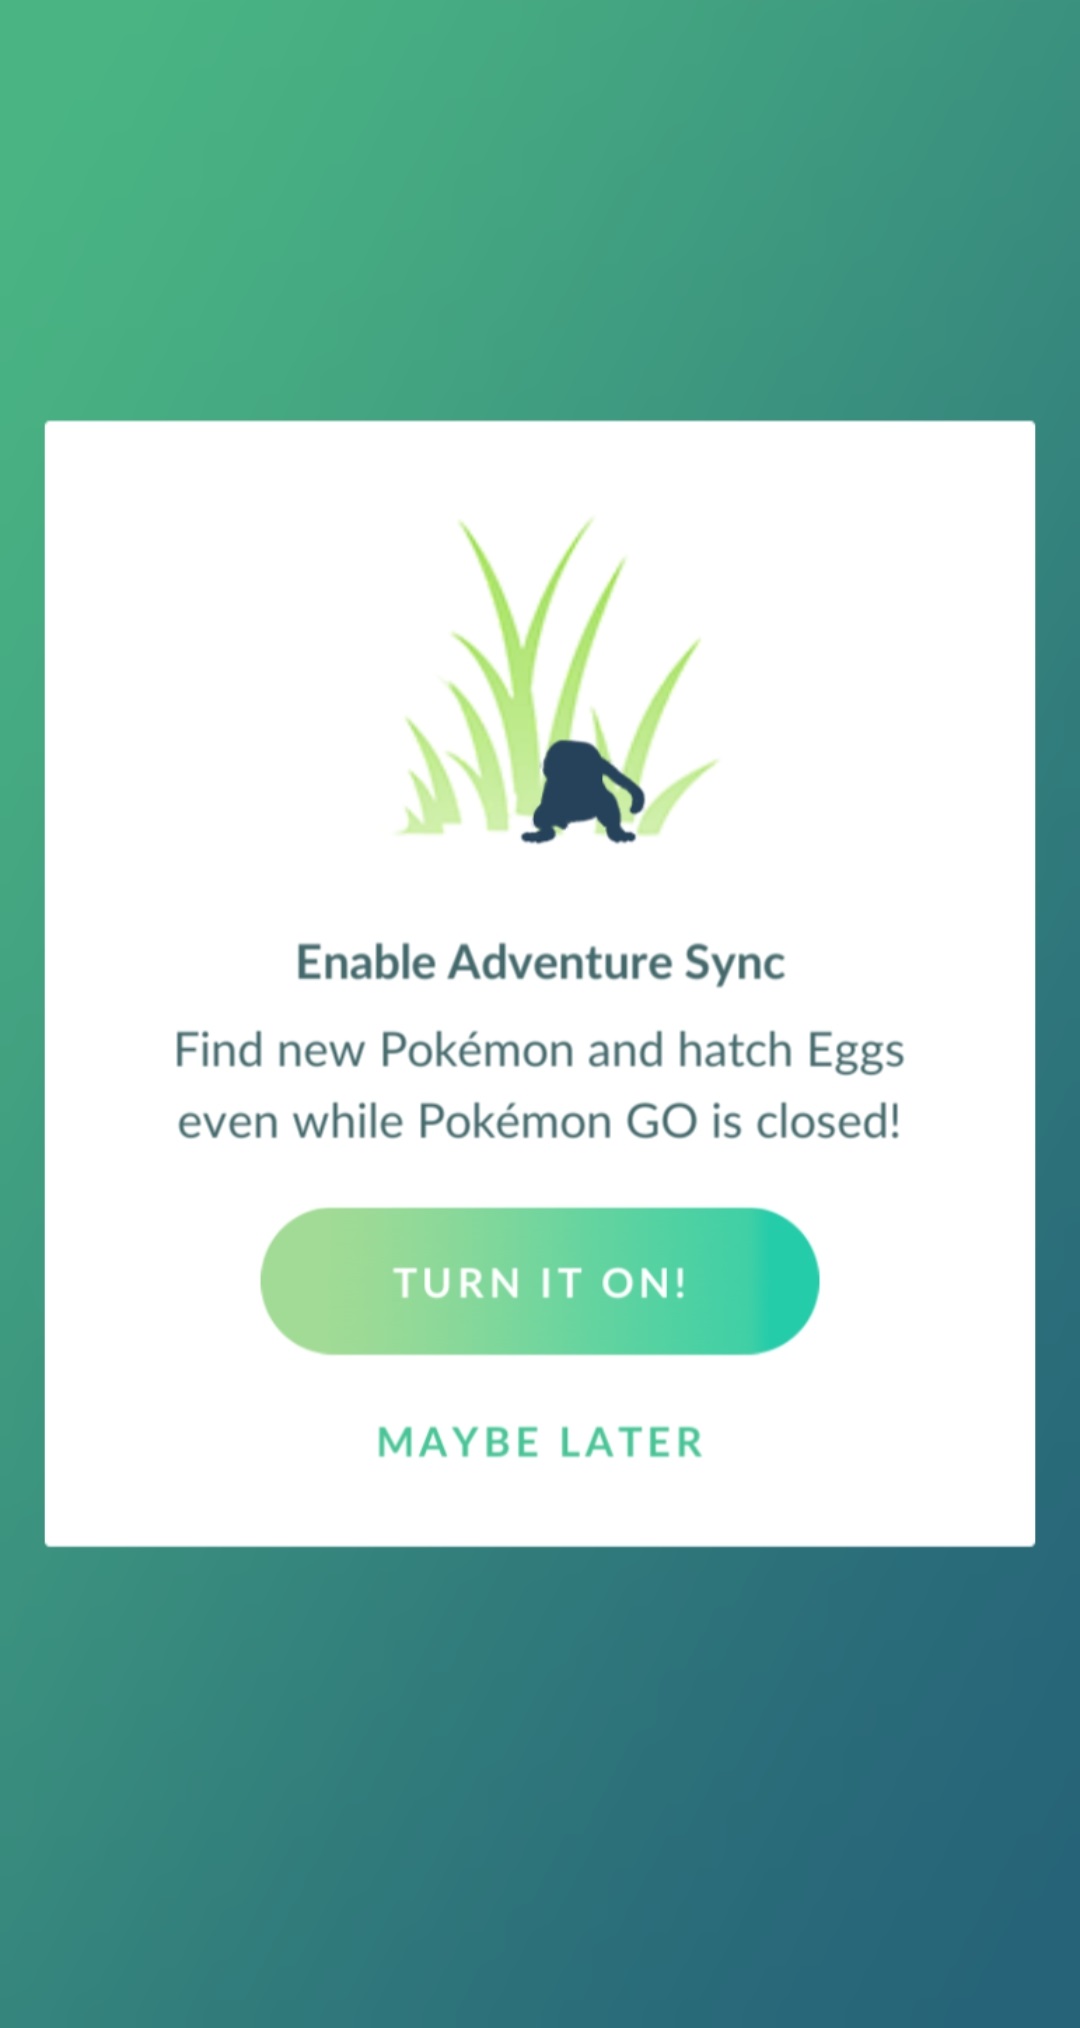 Enable Adventure Sync
Find new Pokémon and hatch Eggs
even while Pokémon GO is closed!
TURN IT ON!
MAYBE LATER